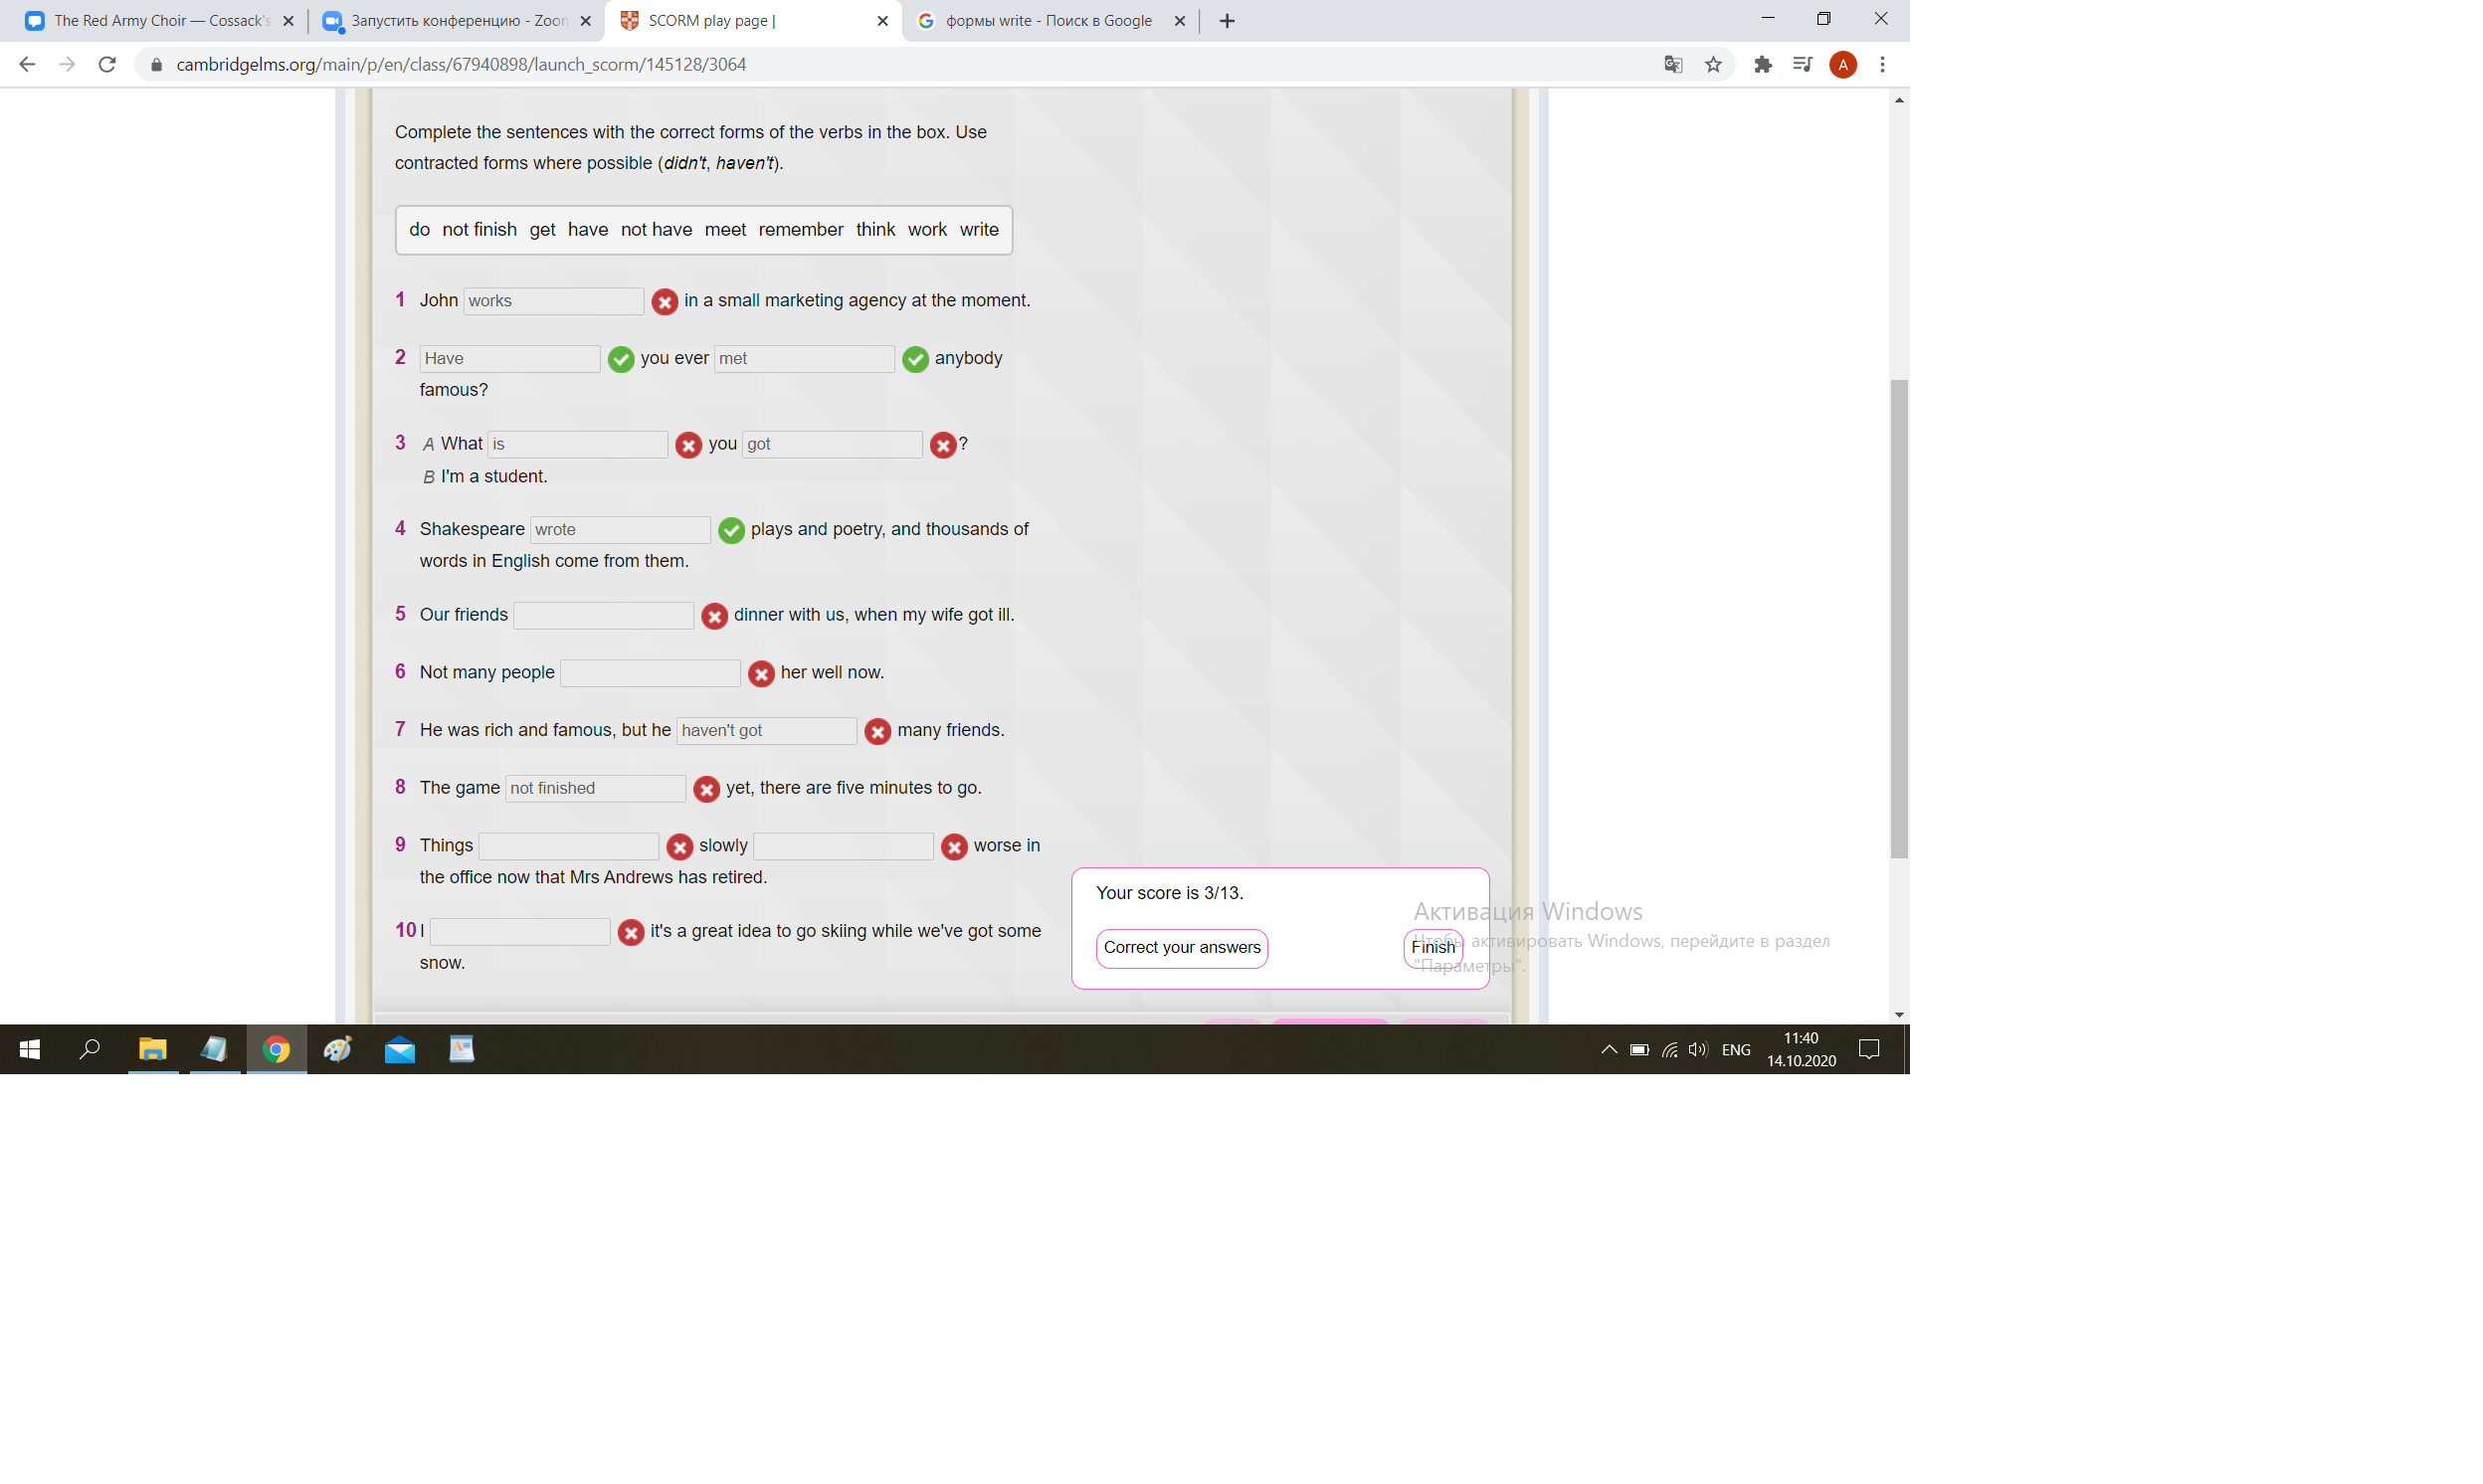 The Red Army Choir — Cossack's
Запустить конференцию - Zoom
SCORM play page |
формы write - Поиск в Google
cambridgelms.org/main/p/en/class/67940898/launch_scorm/145128/3064
A
Complete the sentences with the correct forms of the verbs in the box. Use
contracted forms where possible (didn't, haven't).
do not finish get have not have meet remember think work write
1 John works in a small marketing agency at the moment.
2 Have you ever met anybody
famous?
3 A What is you got ?
B I'm a student.
4 Shakespeare wrote plays and poetry, and thousands of
words in English come from them.
5 Our friends dinner with us, when my wife got ill.
6 Not many people her well now.
7 He was rich and famous, but he haven't got many friends.
8 The game not finished yet, there are five minutes to go.
9 Things slowly worse in
the office now that Mrs Andrews has retired.
10 I it's a great idea to go skiing while we've got some
snow.
Your score is 3/13.
Correct your answers
Finish
Активация Windows
Чтобы активировать Windows, перейдите в раздел
"Параметры".
ENG
11:40
14.10.2020